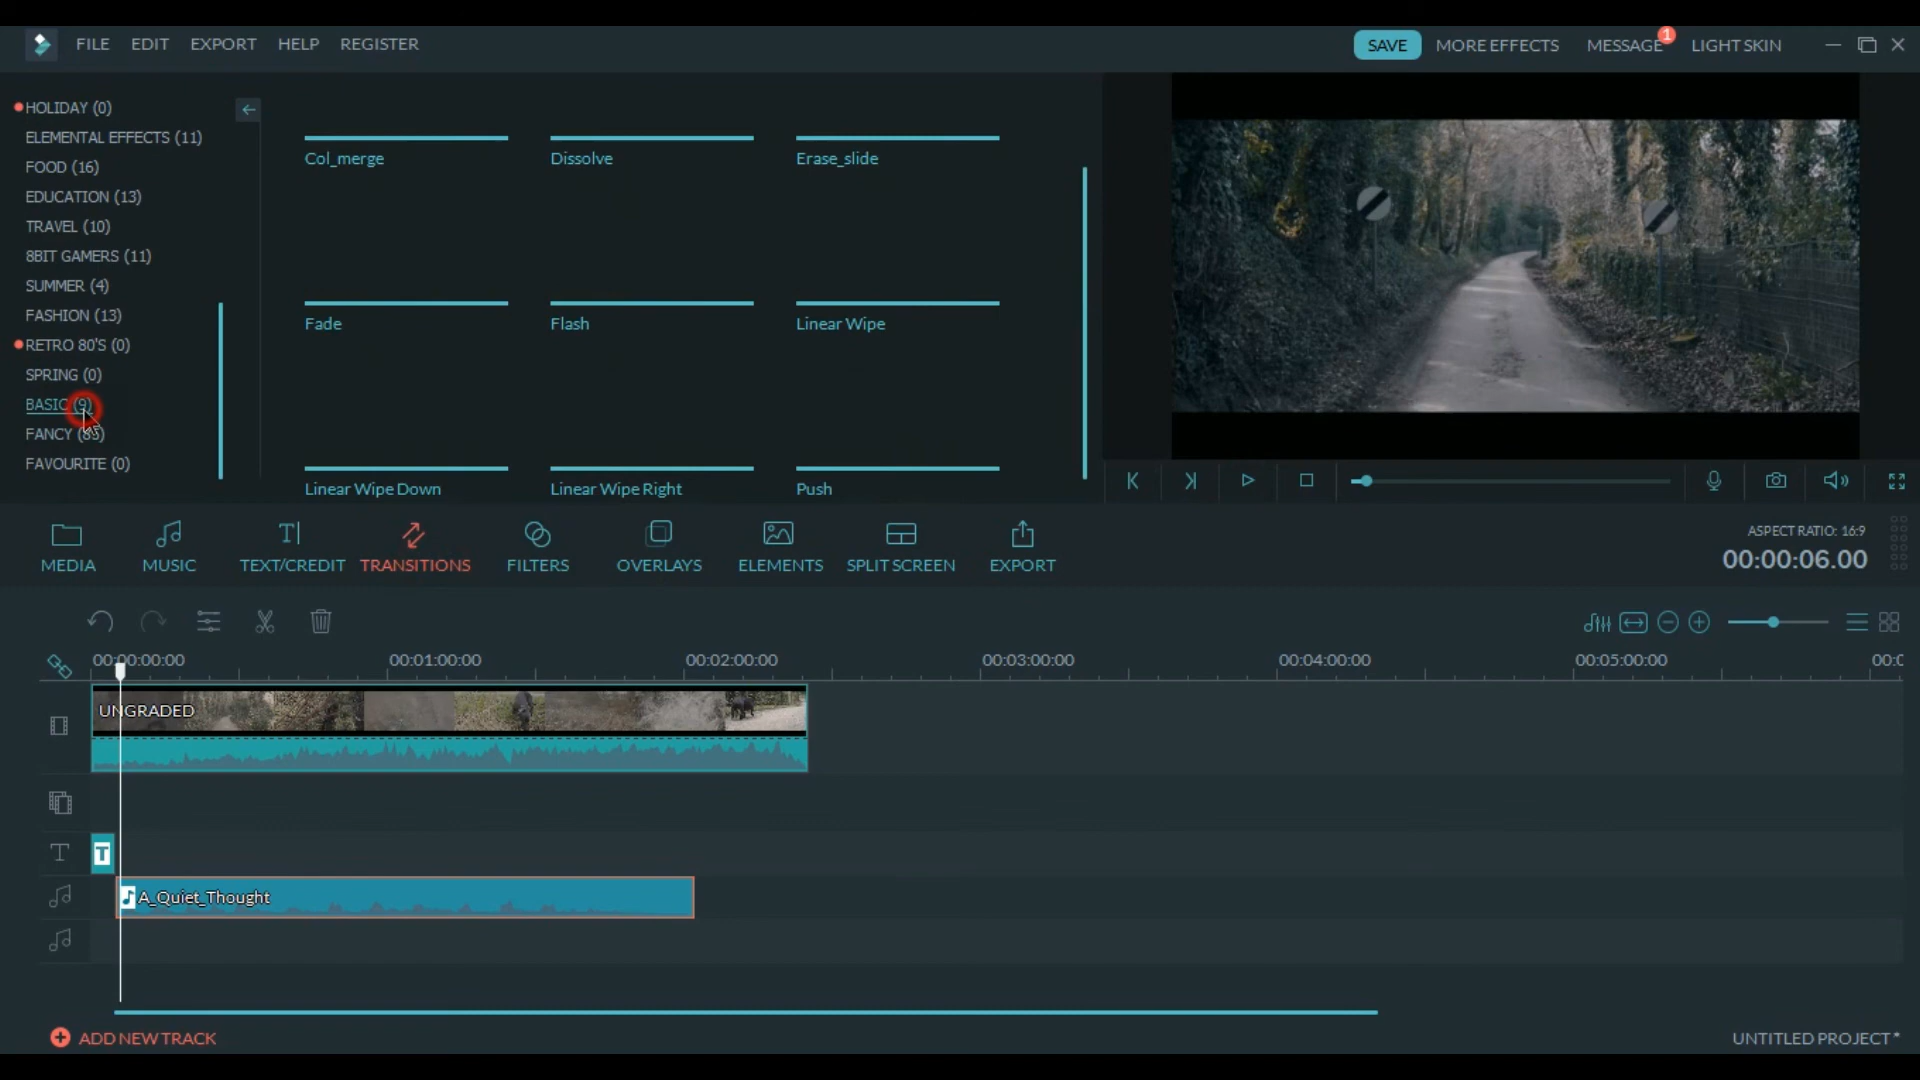 FILE EDIT EXPORT HELP REGISTER
SAVE MORE EFFECTS MESSAGE 1 LIGHT SKIN
HOLIDAY (0)
ELEMENTAL EFFECTS (11)
FOOD (16)
EDUCATION (13)
TRAVEL (10)
8BIT GAMERS (11)
SUMMER (4)
FASHION (13)
RETRO 80'S (0)
SPRING (0)
BASIC (9)
FANCY
FAVOURITE (0)
Col_merge Dissolve Erase_slide
Fade Flash Linear Wipe
Linear Wipe Down Linear Wipe Right Push
MEDIA MUSIC TEXT/CREDIT TRANSITIONS FILTERS OVERLAYS ELEMENTS SPLIT SCREEN EXPORT
ASPECT RATIO: 16:9
00:00:06.00
00:00:00:00 00:01:00:00 00:02:00:00 00:03:00:00 00:04:00:00 00:05:00:00 00:0
UNGRADED
T
A_Quiet_Thought
ADD NEW TRACK
UNTITLED PROJECT *